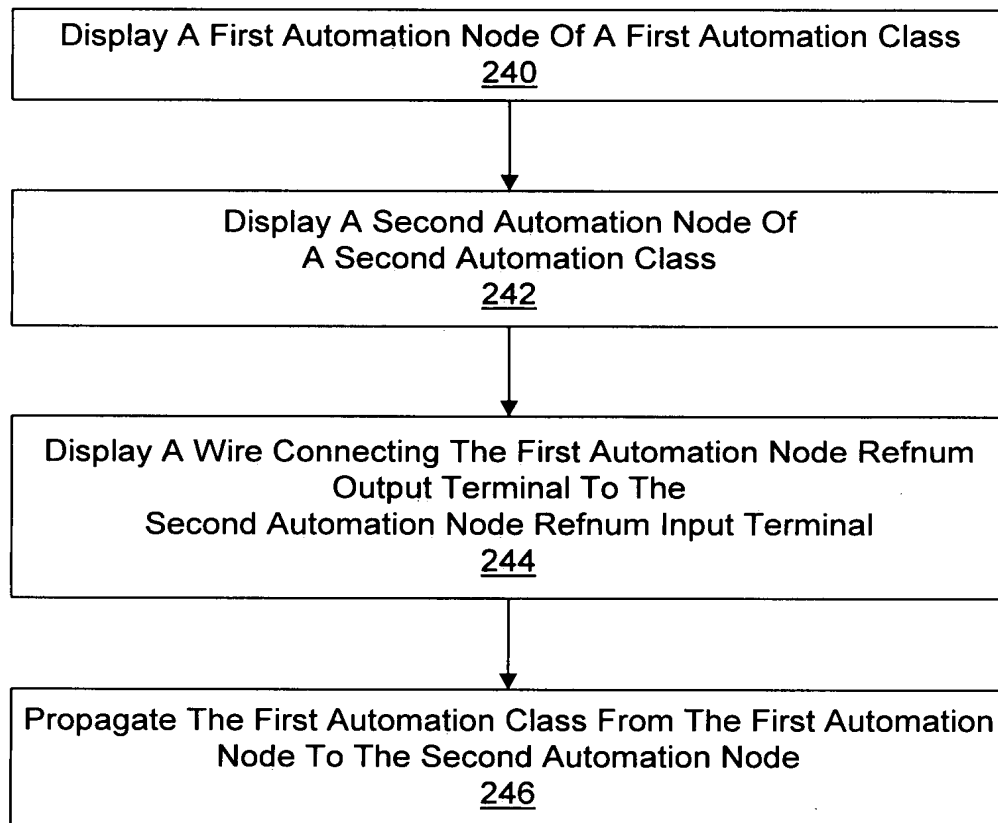 Display A First Automation Node Of A First Automation Class
240
Display A Second Automation Node Of
A Second Automation Class
242
Display A Wire Connecting The First Automation Node Refnum
Output Terminal To The
Second Automation Node Refnum Input Terminal
244
Propagate The First Automation Class From The First Automation
Node To The Second Automation Node
246